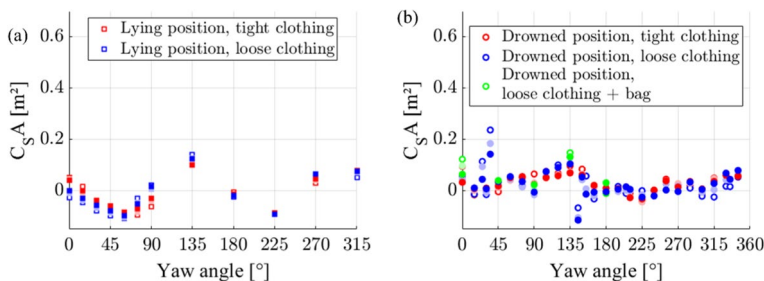 (a)
0.6
0.4
0.2
0
C_S A [m²]
Lying position, tight clothing
Lying position, loose clothing
0 45 60 90 135 180 225 270 315
Yaw angle [°]
(b)
0.6
0.4
0.2
0
C_S A [m²]
Drowned position, tight clothing
Drowned position, loose clothing
Drowned position,
loose clothing + bag
0 45 90 135 180 225 270 315 360
Yaw angle [°]